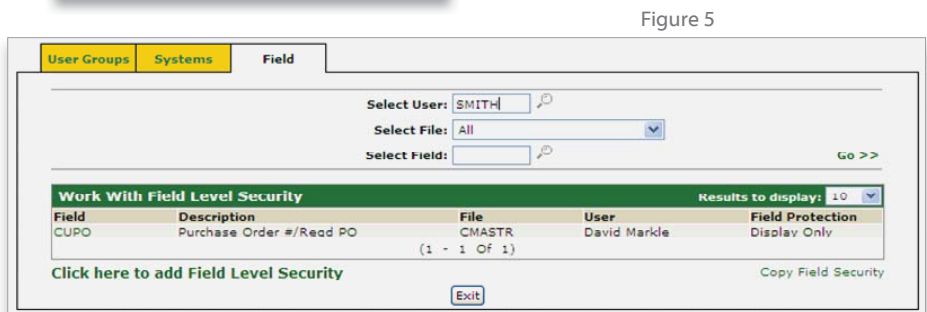 Figure 5
User Groups Systems Field
Select User: SMITH
Select File: All
Select Field:
Go >>
Work With Field Level Security Results to display: 10
Field Description File User Field Protection
CUPO Purchase Order #/Reqd PO CMASTR David Markle Display Only
(1 - 1 Of 1)
Click here to add Field Level Security Copy Field Security
Exit